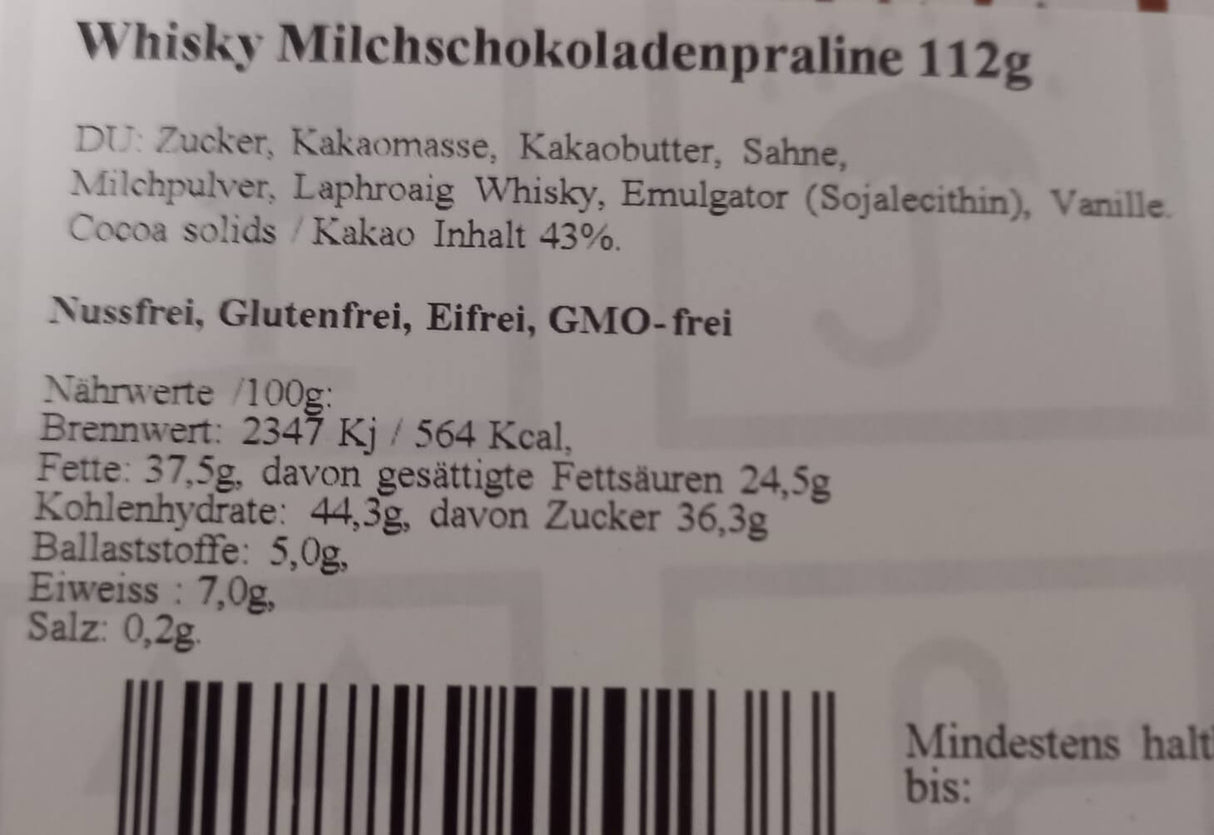 Whisky Milchschokoladenpraline 112g
DU: Zucker, Kakaomasse, Kakaobutter, Sahne,
Milchpulver, Laphroaig Whisky, Emulgator (Sojalecithin), Vanille.
Cocoa solids / Kakao Inhalt 43%.
Nussfrei, Glutenfrei, Eifrei, GMO-frei
Nährwerte /100g:
Brennwert: 2347 Kj / 564 Kcal,
Fette: 37,5g, davon gesättigte Fettsäuren 24,5g
Kohlenhydrate: 44,3g, davon Zucker 36,3g
Ballaststoffe: 5,0g,
Eiweiss : 7,0g,
Salz: 0,2g.
Mindestens halt
bis: